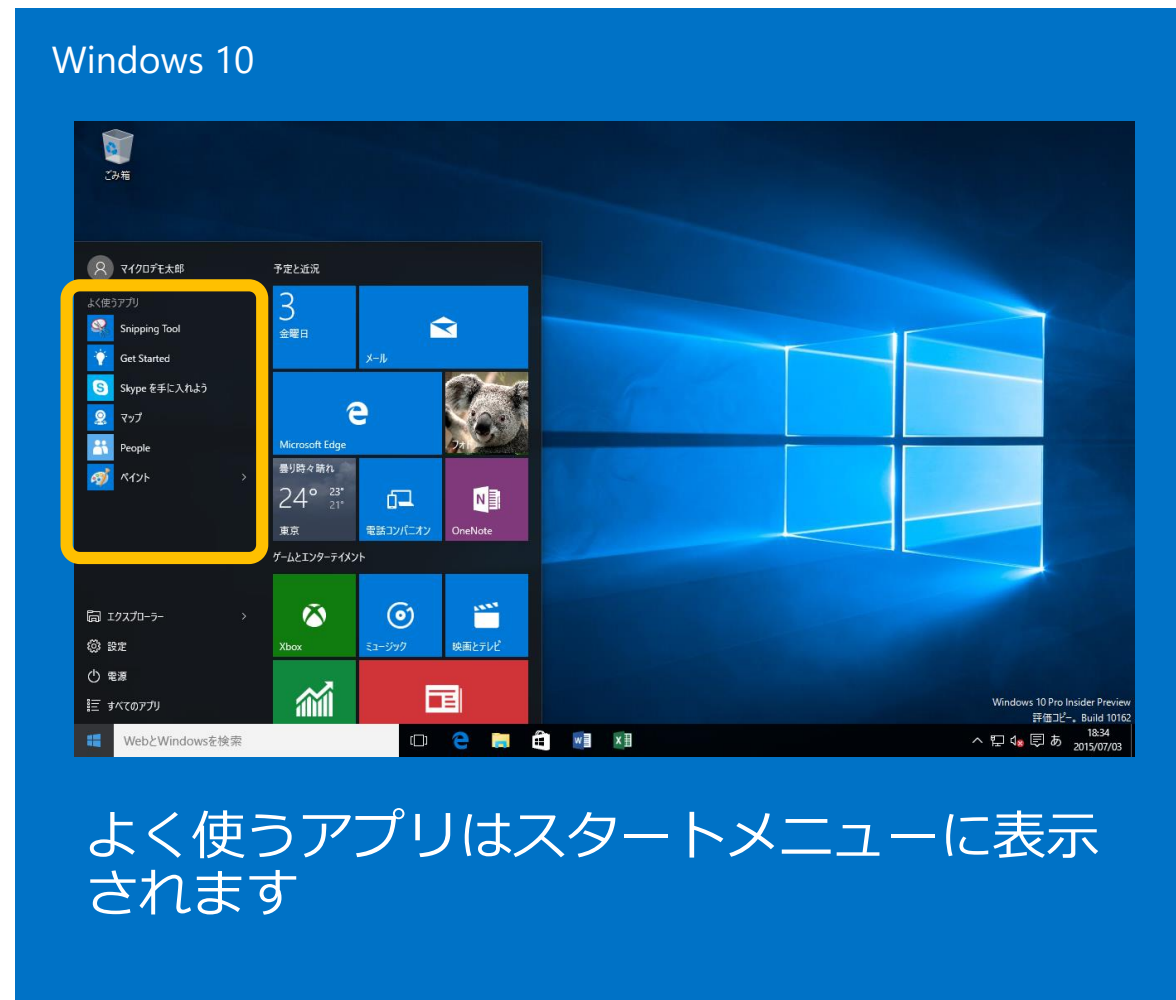 Windows 10
ごみ箱
マイクロデモ太郎
よく使うアプリ
Snipping Tool
Get Started
Skype を手に入れよう
マップ
People
ペイント
エクスプローラー
設定
電源
すべてのアプリ
予定と近況
3
金曜日
メール
Microsoft Edge
フォト
曇り時々晴れ
24° 23°
21°
東京
電話コンパニオン
OneNote
ゲームとエンターテイメント
Xbox
ミュージック
映画とテレビ
Windows 10 Pro Insider Preview
評価コピー。Build 10162
WebとWindowsを検索
あ
18:34
2015/07/03
よく使うアプリはスタートメニューに表示
されます